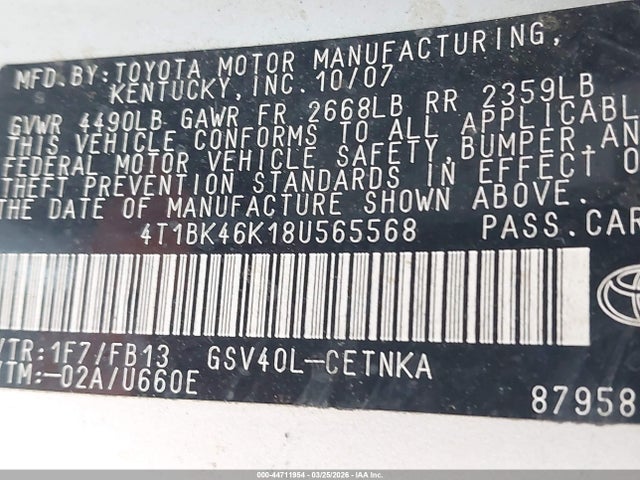 MFD. BY: TOYOTA MOTOR MANUFACTURING,
KENTUCKY, INC. 10/07
GVWR 4490LB GAWR FR 2668LB RR 2359LB
THIS VEHICLE CONFORMS TO ALL APPLICABL
FEDERAL MOTOR VEHICLE SAFETY, BUMPER, AN
THEFT PREVENTION STANDARDS IN EFFECT O
THE DATE OF MANUFACTURE SHOWN ABOVE.
4T1BK46K18U565568 PASS. CAR
/TR: 1F7/FB13 GSV40L-CETNKA
/TM: -02A/U660E
87958
000-44711954 - 03/25/2026 - IAAI.com